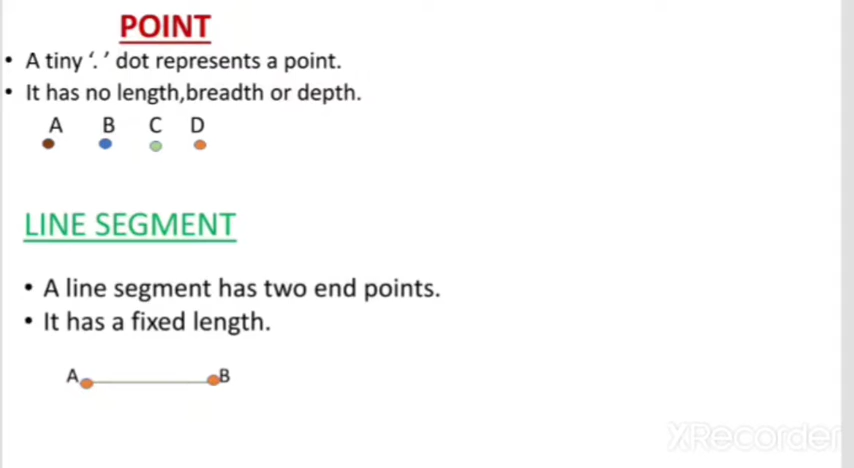 POINT
• A tiny ‘. ’ dot represents a point.
• It has no length,breadth or depth.
A B C D
LINE SEGMENT
• A line segment has two end points.
• It has a fixed length.
A B
XRecorder